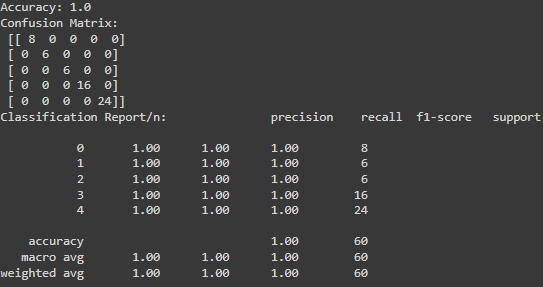 Accuracy: 1.0
Confusion Matrix:
[[ 8 0 0 0 0]
[ 0 6 0 0 0]
[ 0 0 6 0 0]
[ 0 0 0 16 0]
[ 0 0 0 0 24]]
Classification Report/n: precision recall f1-score support
0 1.00 1.00 1.00 8
1 1.00 1.00 1.00 6
2 1.00 1.00 1.00 6
3 1.00 1.00 1.00 16
4 1.00 1.00 1.00 24
accuracy 1.00 60
macro avg 1.00 1.00 1.00 60
weighted avg 1.00 1.00 1.00 60